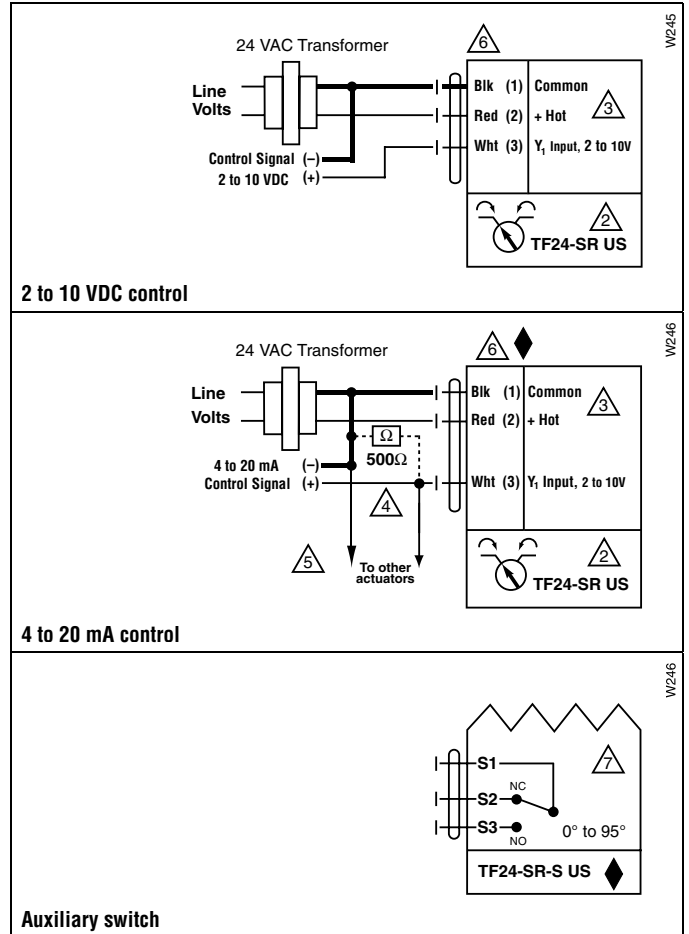 W245
24 VAC Transformer
6
Line
Volts
Blk (1) Common
Red (2) + Hot
3
Wht (3) Y₁ Input, 2 to 10V
Control Signal (–)
2 to 10 VDC (+)
2
TF24-SR US
2 to 10 VDC control
W246
24 VAC Transformer
6
Line
Volts
Blk (1) Common
Red (2) + Hot
3
Ω
500Ω
4 to 20 mA (–)
Control Signal (+)
Wht (3) Y₁ Input, 2 to 10V
4
5
To other
actuators
2
TF24-SR US
4 to 20 mA control
W246
S1
7
S2
NC
S3
NO
0° to 95°
TF24-SR-S US
Auxiliary switch